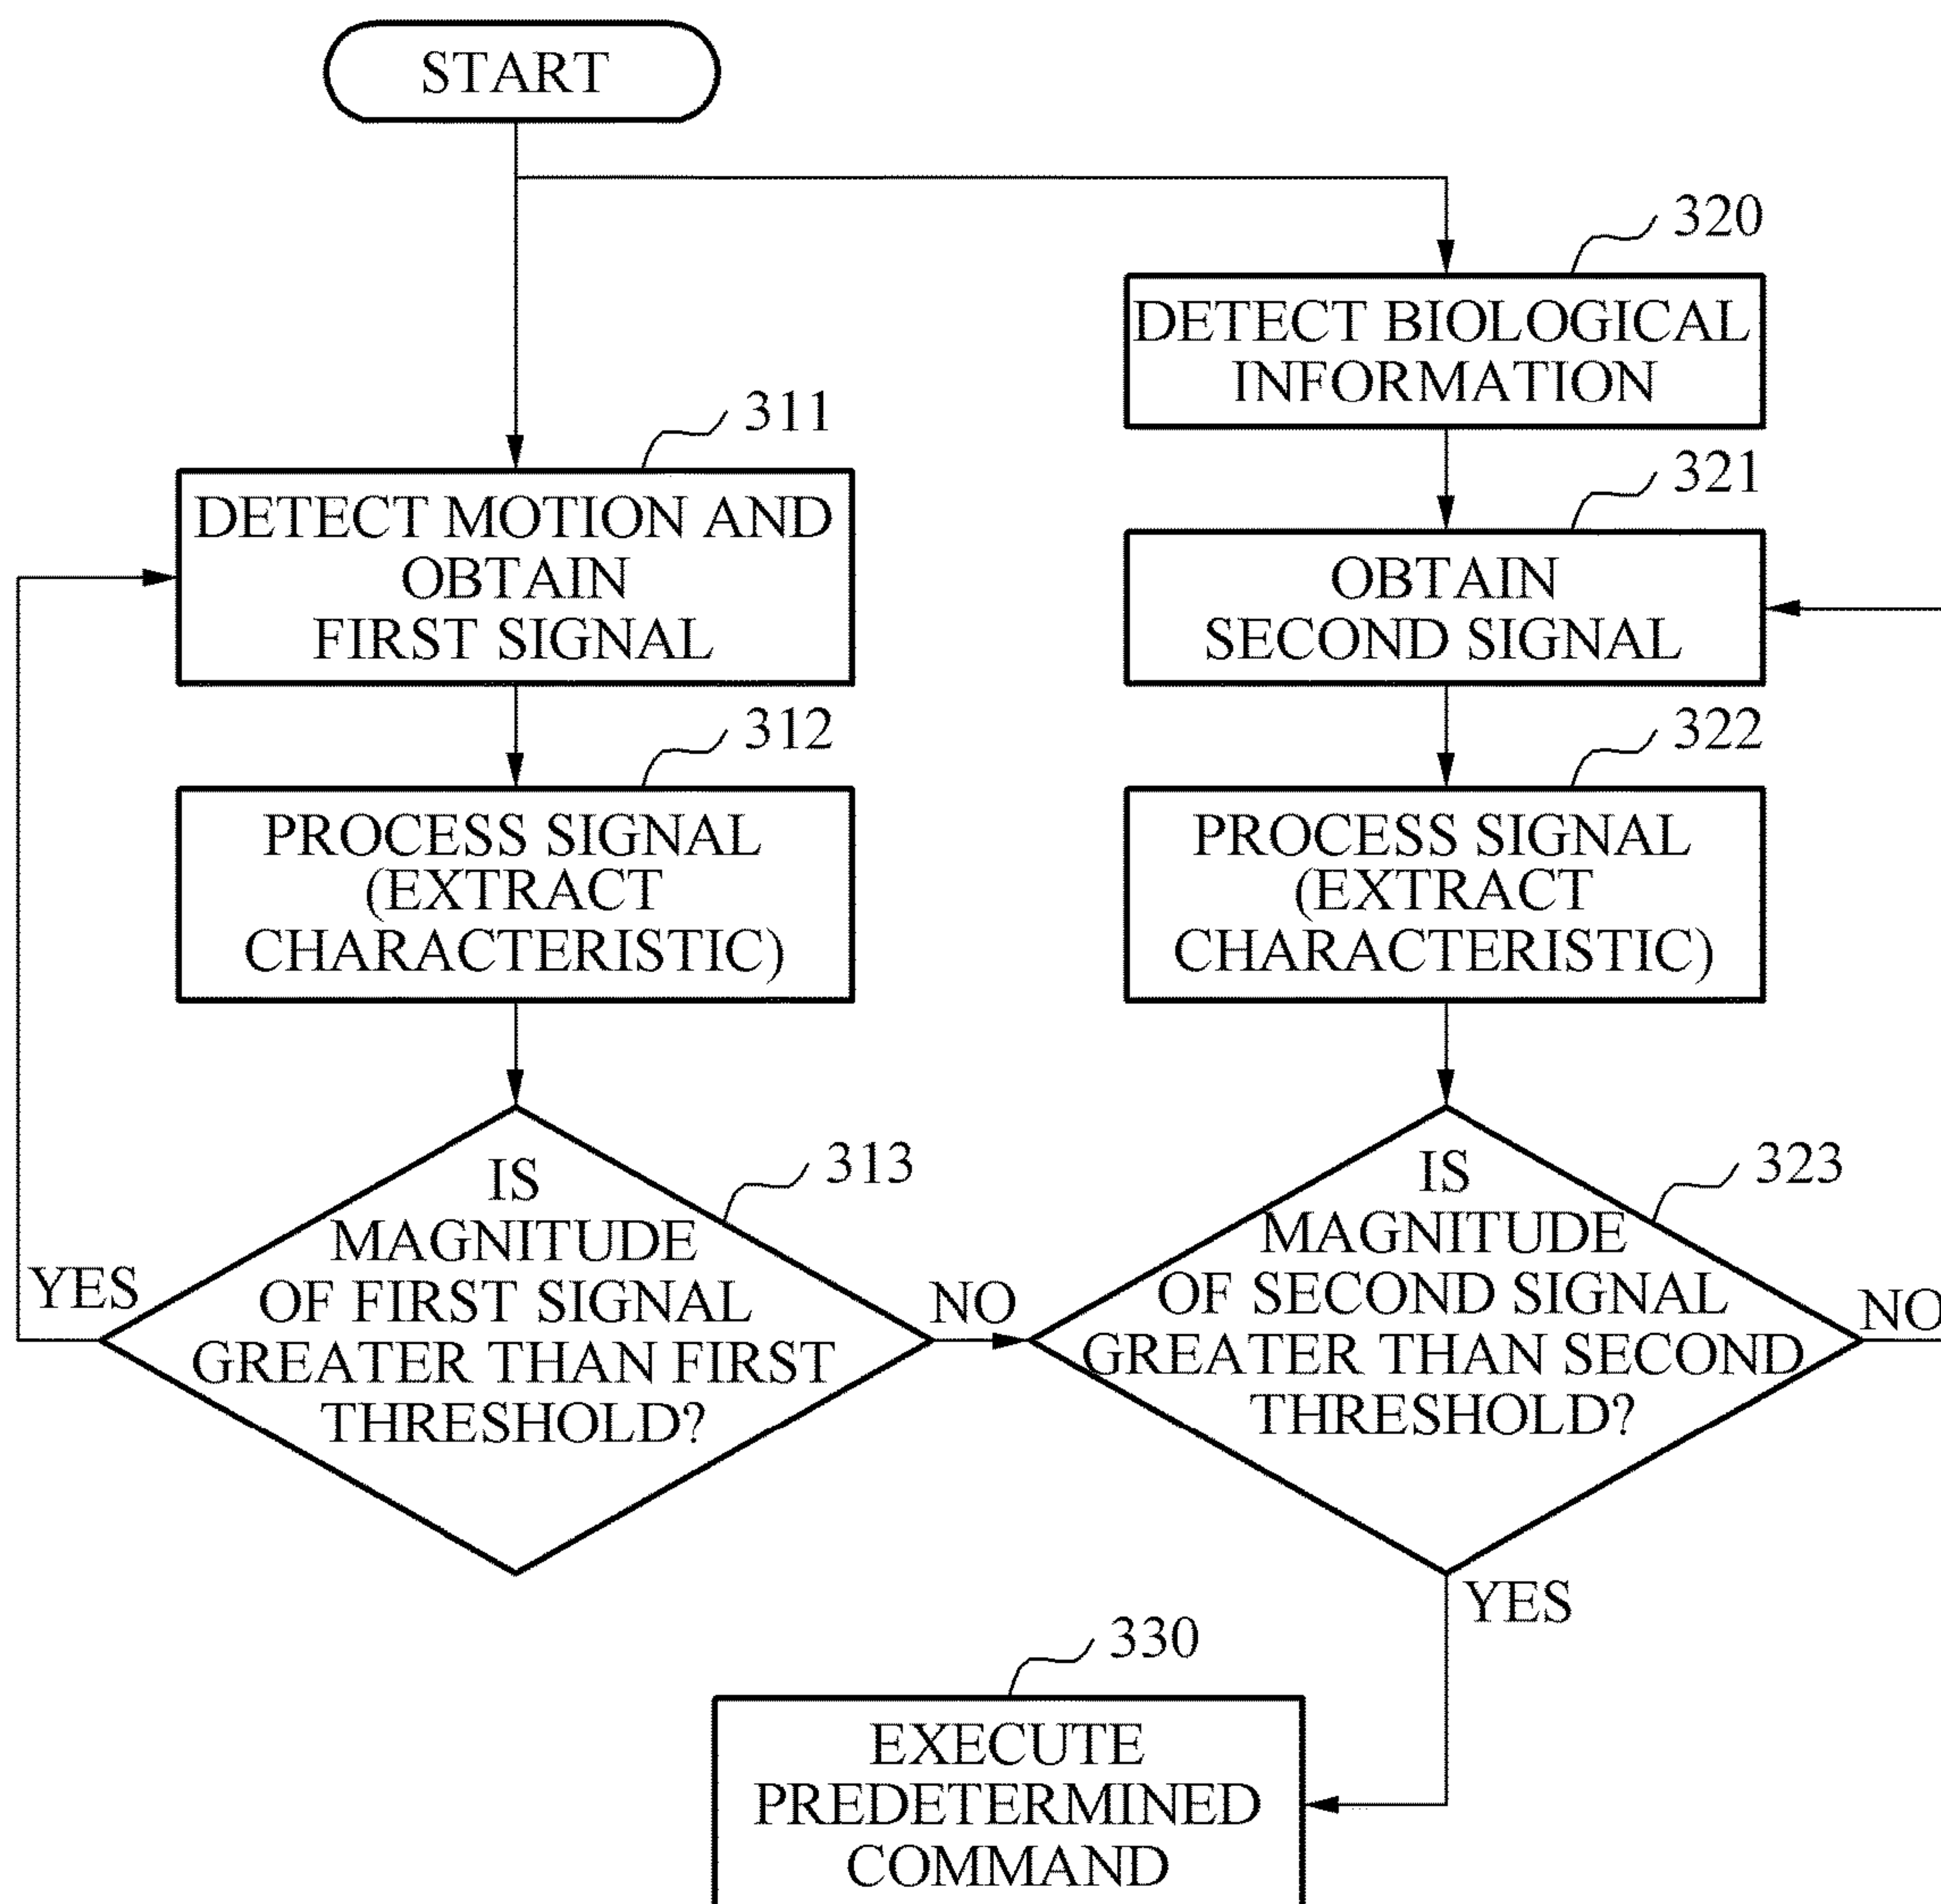 START
320
DETECT BIOLOGICAL
INFORMATION
311
DETECT MOTION AND
OBTAIN
FIRST SIGNAL
321
OBTAIN
SECOND SIGNAL
312
PROCESS SIGNAL
(EXTRACT
CHARACTERISTIC)
322
PROCESS SIGNAL
(EXTRACT
CHARACTERISTIC)
313
IS
MAGNITUDE
OF FIRST SIGNAL
GREATER THAN FIRST
THRESHOLD?
YES
NO
323
IS
MAGNITUDE
OF SECOND SIGNAL
GREATER THAN SECOND
THRESHOLD?
NO
YES
330
EXECUTE
PREDETERMINED
COMMAND